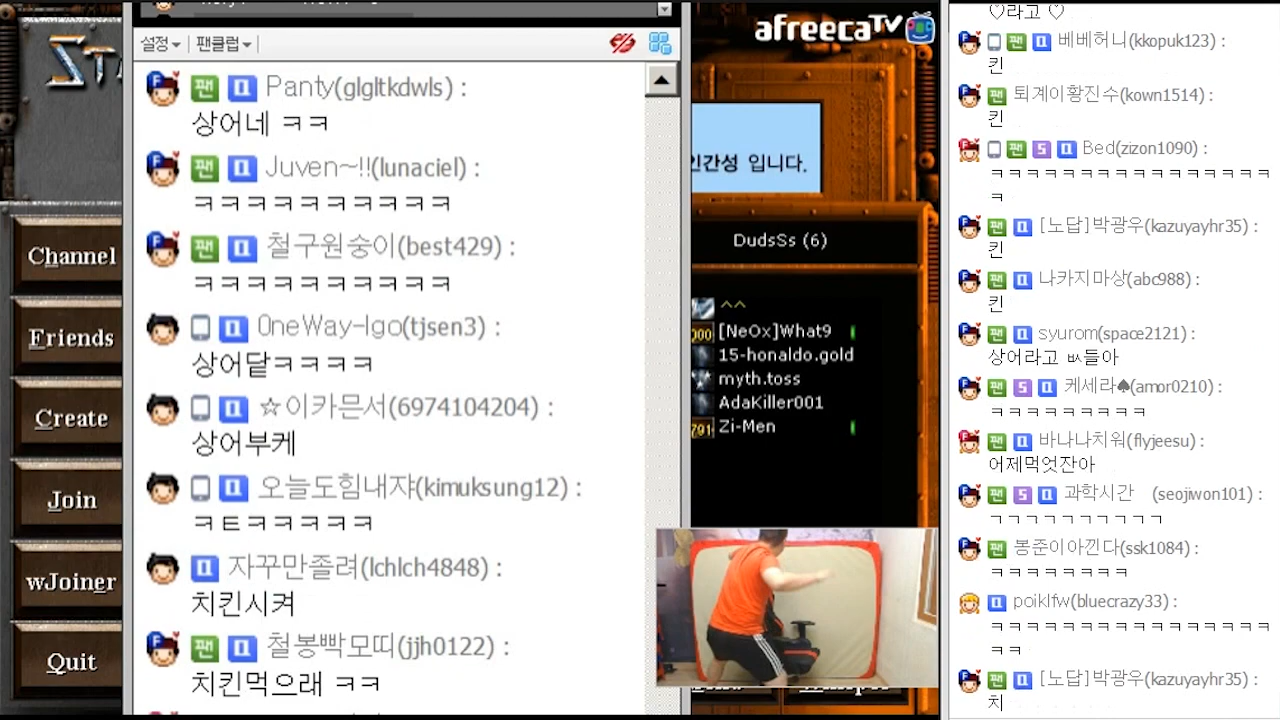 설정
팬클럽
Panty(glgltkdwls) :
상어네 ㅋㅋ
Juven~!!(lunaciel) :
ㅋㅋㅋㅋㅋㅋㅋㅋㅋㅋ
철구원숭이(best429) :
ㅋㅋㅋㅋㅋㅋㅋㅋㅋㅋ
OneWay-Igo(tjsen3) :
상어닽ㅋㅋㅋㅋ
☆이카믄서(6974104204) :
상어부케
오늘도힘내쟈(kimuksung12) :
ㅋㅌㅋㅋㅋㅋㅋ
자꾸만졸려(lchlch4848) :
치킨시켜
철봉빡모띠(jjh0122) :
치킨먹으래 ㅋㅋ
Channel
Friends
Create
Join
wJoiner
Quit
afreecaTV
인간성 입니다.
DudsSs (6)
^^
[NeOx]What9
15-honaldo.gold
myth.toss
AdaKiller001
Zi-Men
♡라고 ♡
베베허니(kkopuk123) :
킨
퇴계이황진수(kown1514) :
킨
Bed(zizon1090) :
ㅋㅋㅋㅋㅋㅋㅋㅋㅋㅋㅋㅋㅋㅋㅋㅋ
ㅋ
[노답]박광우(kazuyayhr35) :
킨
나카지마상(abc988) :
킨
syurom(space2121) :
상어라고 ㅄ들아
케세라♠(amor0210) :
ㅋㅋㅋㅋㅋㅋㅋㅋㅋ
바나나치워(flyjeesu) :
어제먹엇잔아
과학시간 (seojiwon101) :
ㄱㄱㄱㄱㄱㄱㄱㄱㄱㄱ
봉준이아낀다(ssk1084) :
ㅋㅋㅋㅋㅋㅋㅋㅋ
poiklfw(bluecrazy33) :
ㅋㅋㅋㅋㅋㅋㅋㅋㅋㅋㅋㅋㅋㅋㅋㅋ
ㅋㅋ
[노답]박광우(kazuyayhr35) :
치